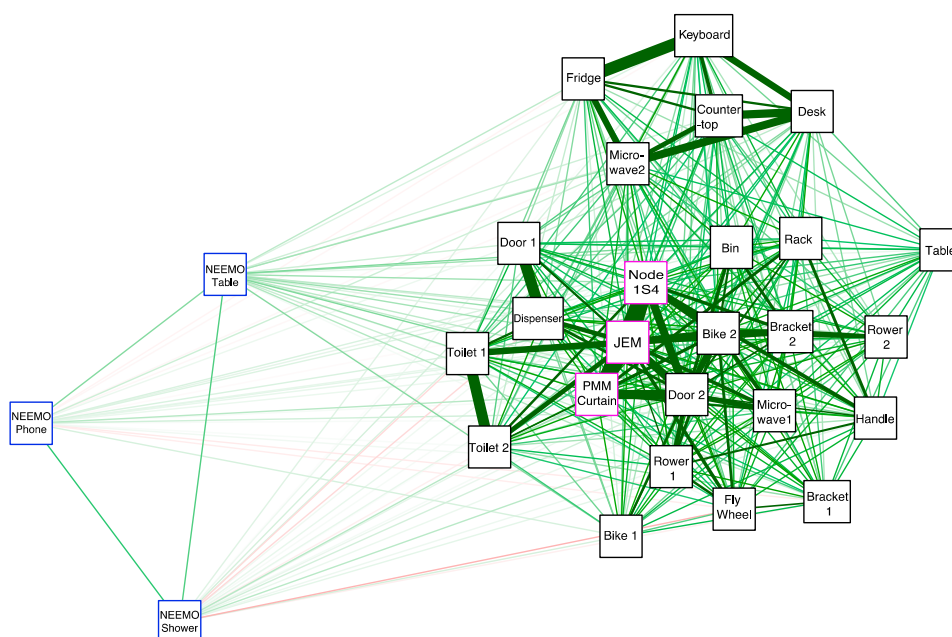 Keyboard
Fridge
Counter
-top
Desk
Micro-
wave2
Door 1
Bin
Rack
Table
NEEMO
Table
Node
1S4
Dispenser
Bike 2
Bracket
2
Rower
2
Toilet 1
JEM
PMM
Curtain
Door 2
Micro-
wave1
Handle
NEEMO
Phone
Toilet 2
Rower
1
Fly
Wheel
Bracket
1
Bike 1
NEEMO
Shower